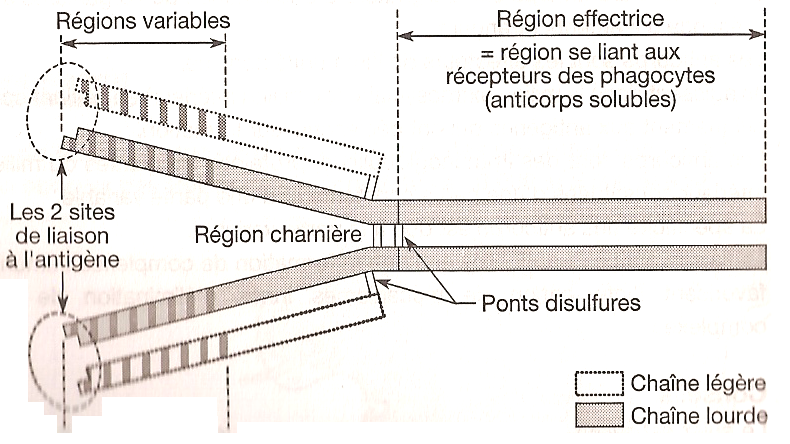 Régions variables
Région effectrice
= région se liant aux
récepteurs des phagocytes
(anticorps solubles)
Les 2 sites
de liaison
à l'antigène
Région charnière
Ponts disulfures
Chaîne légère
Chaîne lourde